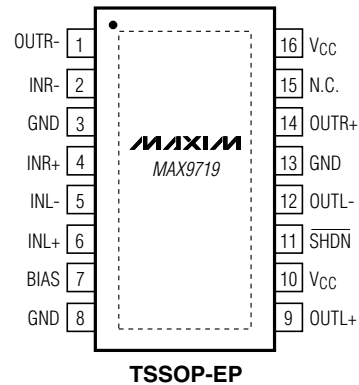 OUTR- 1
INR- 2
GND 3
INR+ 4
INL- 5
INL+ 6
BIAS 7
GND 8
MAXIM
MAX9719
16 VCC
15 N.C.
14 OUTR+
13 GND
12 OUTL-
11 SHDN
10 VCC
9 OUTL+
TSSOP-EP